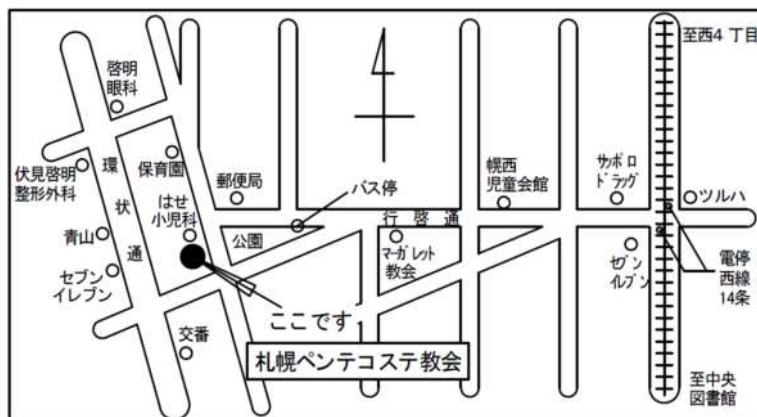 至西4 丁目
啓明
眼科
伏見啓明
整形外科
環
状
通
保育園
郵便局
バス停
幌西
児童会館
サッポロ
ドラッグ
ツルハ
はせ
小児科
公園
行 啓 通
青山
セブン
イレブン
マーガレット
教会
セブン
イレブン
電停
西線
14条
ここです
交番
札幌ペンテコステ教会
至中央
図書館